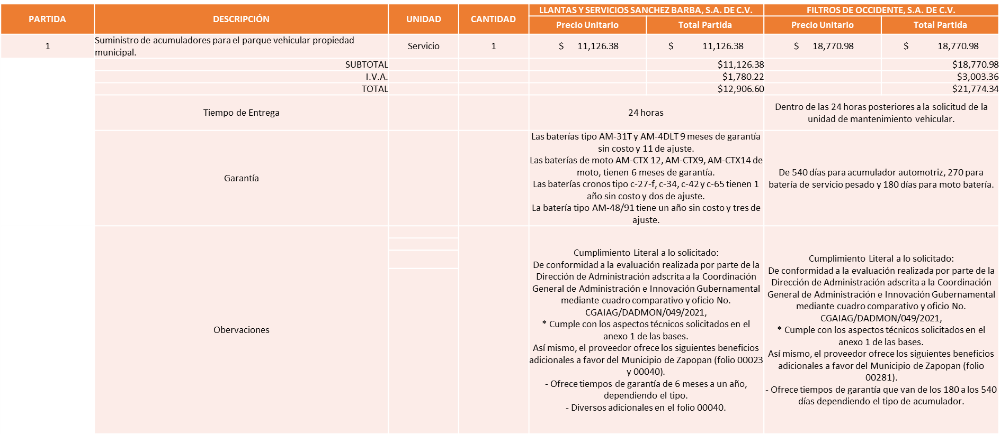 PARTIDA
DESCRIPCIÓN
UNIDAD
CANTIDAD
LLANTAS Y SERVICIOS SANCHEZ BARBA, S.A. DE C.V.
FILTROS DE OCCIDENTE, S.A. DE C.V.
Precio Unitario
Total Partida
Precio Unitario
Total Partida
1
Suministro de acumuladores para el parque vehicular propiedad
municipal.
Servicio
1
$ 11,126.38
$ 11,126.38
$ 18,770.98
$ 18,770.98
SUBTOTAL
$11,126.38
$18,770.98
I.V.A.
$1,780.22
$3,003.36
TOTAL
$12,906.60
$21,774.34
Tiempo de Entrega
24 horas
Dentro de las 24 horas posteriores a la solicitud de la
unidad de mantenimiento vehicular.
Garantía
Las baterías tipo AM-31T y AM-4DLT 9 meses de garantía
sin costo y 11 de ajuste.
Las baterías de moto AM-CTX 12, AM-CTX9, AM-CTX14 de
moto, tienen 6 meses de garantía.
Las baterías cronos tipo c-27-f, c-34, c-42 y c-65 tienen 1
año sin costo y dos de ajuste.
La batería tipo AM-48/91 tiene un año sin costo y tres de
ajuste.
De 540 días para acumulador automotriz, 270 para
batería de servicio pesado y 180 días para moto batería.
Obervaciones
Cumplimiento Literal a lo solicitado:
De conformidad a la evaluación realizada por parte de la
Dirección de Administración adscrita a la Coordinación
General de Administración e Innovación Gubernamental
mediante cuadro comparativo y oficio No.
CGAIAG/DADMON/049/2021,
* Cumple con los aspectos técnicos solicitados en el
anexo 1 de las bases.
Así mismo, el proveedor ofrece los siguientes beneficios
adicionales a favor del Municipio de Zapopan (folio 00023
y 00040).
- Ofrece tiempos de garantía de 6 meses a un año,
dependiendo el tipo.
- Diversos adicionales en el folio 00040.
Cumplimiento Literal a lo solicitado:
De conformidad a la evaluación realizada por parte de la
Dirección de Administración adscrita a la Coordinación
General de Administración e Innovación Gubernamental
mediante cuadro comparativo y oficio No.
CGAIAG/DADMON/049/2021,
* Cumple con los aspectos técnicos solicitados en el
anexo 1 de las bases.
Así mismo, el proveedor ofrece los siguientes beneficios
adicionales a favor del Municipio de Zapopan (folio
00281).
- Ofrece tiempos de garantía que van de los 180 a los 540
días dependiendo el tipo de acumulador.